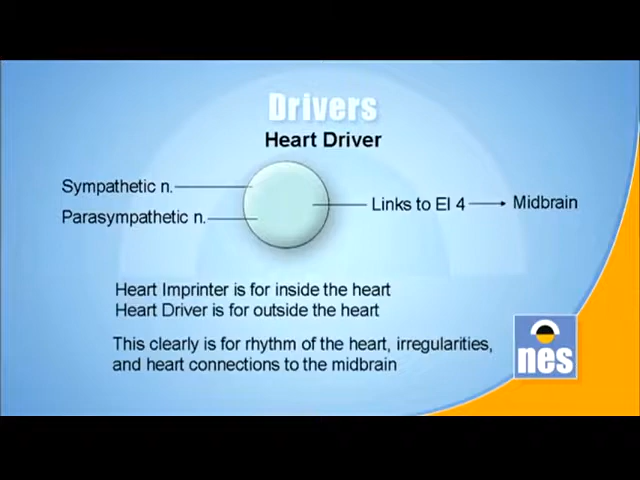 Drivers
Heart Driver
Sympathetic n.
Parasympathetic n.
Links to EI 4
Midbrain
Heart Imprinter is for inside the heart
Heart Driver is for outside the heart
This clearly is for rhythm of the heart, irregularities,
and heart connections to the midbrain
nes